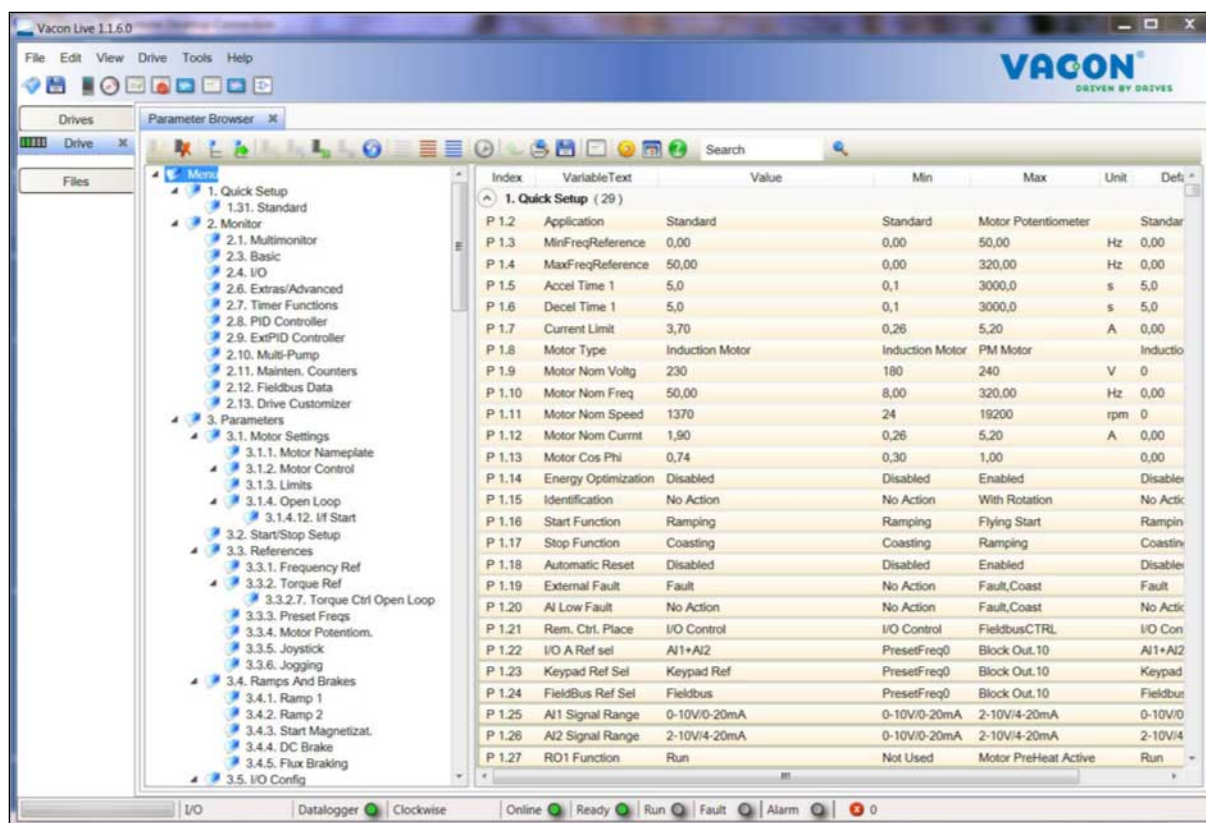 Vacon Live 1.1.6.0
File Edit View Drive Tools Help
VACON®
DRIVEN BY DRIVES
Drives
Drive
Files
Parameter Browser
Search
Menu
1. Quick Setup
1.31. Standard
2. Monitor
2.1. Multimonitor
2.3. Basic
2.4. I/O
2.6. Extras/Advanced
2.7. Timer Functions
2.8. PID Controller
2.9. ExtPID Controller
2.10. Multi-Pump
2.11. Mainten. Counters
2.12. Fieldbus Data
2.13. Drive Customizer
3. Parameters
3.1. Motor Settings
3.1.1. Motor Nameplate
3.1.2. Motor Control
3.1.3. Limits
3.1.4. Open Loop
3.1.4.12. I/f Start
3.2. Start/Stop Setup
3.3. References
3.3.1. Frequency Ref
3.3.2. Torque Ref
3.3.2.7. Torque Ctrl Open Loop
3.3.3. Preset Freqs
3.3.4. Motor Potentiom.
3.3.5. Joystick
3.3.6. Jogging
3.4. Ramps And Brakes
3.4.1. Ramp 1
3.4.2. Ramp 2
3.4.3. Start Magnetizat.
3.4.4. DC Brake
3.4.5. Flux Braking
3.5. I/O Config
Index VariableText Value Min Max Unit Defa
1. Quick Setup (29)
P 1.2 Application Standard Standard Motor Potentiometer Standar
P 1.3 MinFreqReference 0,00 0,00 50,00 Hz 0,00
P 1.4 MaxFreqReference 50,00 0,00 320,00 Hz 0,00
P 1.5 Accel Time 1 5,0 0,1 3000,0 s 5,0
P 1.6 Decel Time 1 5,0 0,1 3000,0 s 5,0
P 1.7 Current Limit 3,70 0,26 5,20 A 0,00
P 1.8 Motor Type Induction Motor Induction Motor PM Motor Inductio
P 1.9 Motor Nom Voltg 230 180 240 V 0
P 1.10 Motor Nom Freq 50,00 8,00 320,00 Hz 0,00
P 1.11 Motor Nom Speed 1370 24 19200 rpm 0
P 1.12 Motor Nom Currnt 1,90 0,26 5,20 A 0,00
P 1.13 Motor Cos Phi 0,74 0,30 1,00 0,00
P 1.14 Energy Optimization Disabled Disabled Enabled Disable
P 1.15 Identification No Action No Action With Rotation No Actic
P 1.16 Start Function Ramping Ramping Flying Start Rampin
P 1.17 Stop Function Coasting Coasting Ramping Coastin
P 1.18 Automatic Reset Disabled Disabled Enabled Disable
P 1.19 External Fault Fault No Action Fault,Coast Fault
P 1.20 AI Low Fault No Action No Action Fault,Coast No Actic
P 1.21 Rem. Ctrl. Place I/O Control I/O Control FieldbusCTRL I/O Con
P 1.22 I/O A Ref sel AI1+AI2 PresetFreq0 Block Out.10 AI1+AI2
P 1.23 Keypad Ref Sel Keypad Ref PresetFreq0 Block Out.10 Keypad
P 1.24 FieldBus Ref Sel Fieldbus PresetFreq0 Block Out.10 Fieldbus
P 1.25 AI1 Signal Range 0-10V/0-20mA 0-10V/0-20mA 2-10V/4-20mA 0-10V/0
P 1.26 AI2 Signal Range 2-10V/4-20mA 0-10V/0-20mA 2-10V/4-20mA 2-10V/4
P 1.27 RO1 Function Run Not Used Motor PreHeat Active Run
I/O Datalogger Clockwise Online Ready Run Fault Alarm 0